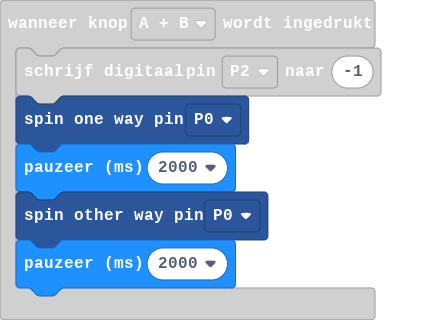 wanneer knop A + B wordt ingedrukt
schrijf digitaalpin P2 naar -1
spin one way pin P0
pauzeer (ms) 2000
spin other way pin P0
pauzeer (ms) 2000